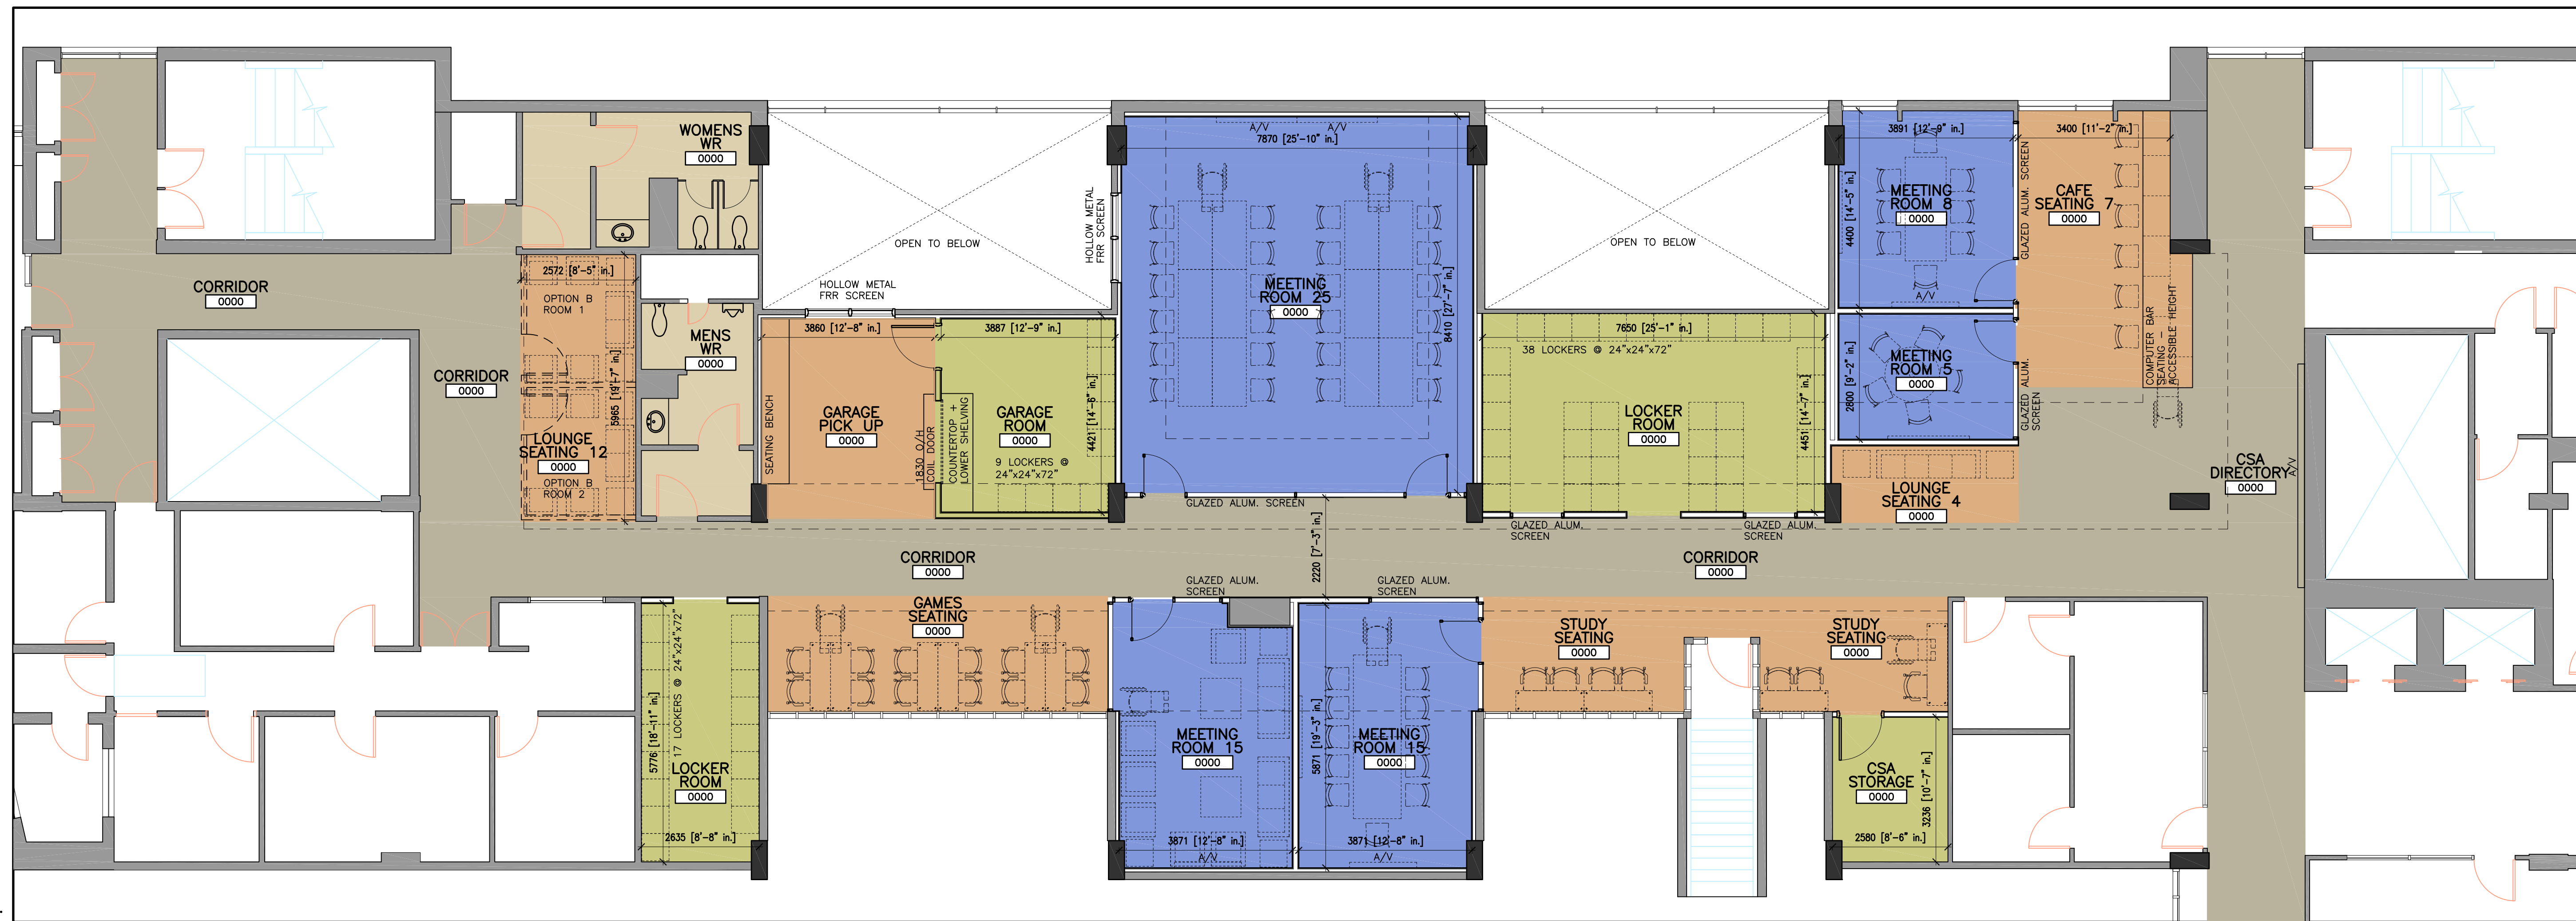 WOMENS
WR
0000
A/V
A/V
7870 [25'-10" in.]
3891 [12'-9" in.]
3400 [11'-2" in.]
HOLLOW METAL
FRR SCREEN
OPEN TO BELOW
OPEN TO BELOW
4400 [14'-5" in.]
MEETING
ROOM 8
0000
GLAZED ALUM. SCREEN
CAFE
SEATING 7
0000
CORRIDOR
0000
2572 [8'-5" in.]
OPTION B
ROOM 1
HOLLOW METAL
FRR SCREEN
MEETING
ROOM 25
0000
8410 [27'-7" in.]
A/V
COMPUTER BAR
SEATING -
ACCESSIBLE HEIGHT
MENS
WR
0000
3860 [12'-8" in.]
3887 [12'-9" in.]
7650 [25'-1" in.]
38 LOCKERS @ 24"x24"x72"
2800 [9'-2" in.]
MEETING
ROOM 5
0000
GLAZED ALUM.
SCREEN
CORRIDOR
0000
5965 [19'-7" in.]
LOUNGE
SEATING 12
0000
OPTION B
ROOM 2
SEATING BENCH
GARAGE
PICK UP
0000
1830 O/H
COIL DOOR
COUNTERTOP +
LOWER SHELVING
GARAGE
ROOM
0000
4421 [14'-6" in.]
9 LOCKERS @
24"x24"x72"
LOCKER
ROOM
0000
4451 [14'-7" in.]
LOUNGE
SEATING 4
0000
CSA
DIRECTORY
0000
A/V
GLAZED ALUM. SCREEN
GLAZED ALUM.
SCREEN
GLAZED ALUM.
SCREEN
CORRIDOR
0000
2220 [7'-3" in.]
CORRIDOR
0000
GLAZED ALUM.
SCREEN
GLAZED ALUM.
SCREEN
GAMES
SEATING
0000
STUDY
SEATING
0000
STUDY
SEATING
0000
5776 [18'-11" in.]
17 LOCKERS @ 24"x24"x72"
LOCKER
ROOM
0000
2635 [8'-8" in.]
MEETING
ROOM 15
0000
3871 [12'-8" in.]
A/V
5871 [19'-3" in.]
MEETING
ROOM 15
0000
3871 [12'-8" in.]
A/V
CSA
STORAGE
0000
3236 [10'-7" in.]
2580 [8'-6" in.]